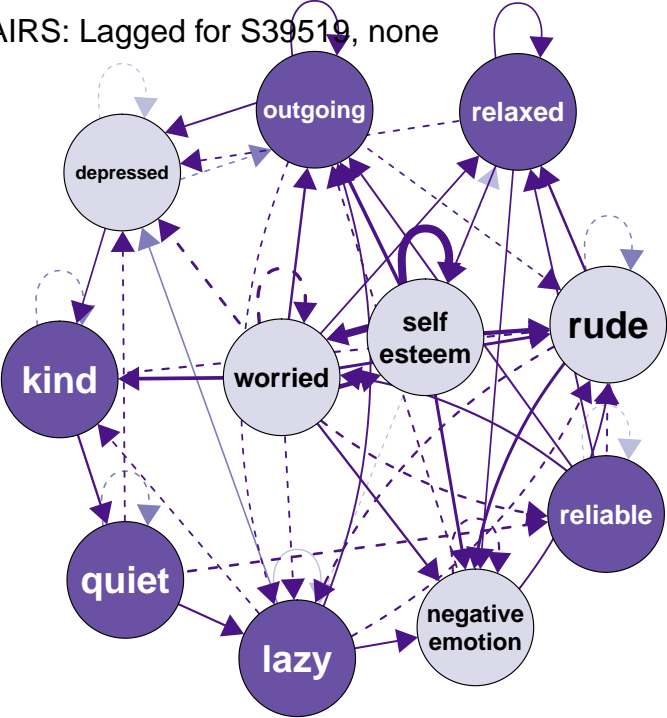 AIRS: Lagged for S39519, none
outgoing
relaxed
depressed
self
esteem
rude
kind
worried
reliable
quiet
negative
emotion
lazy